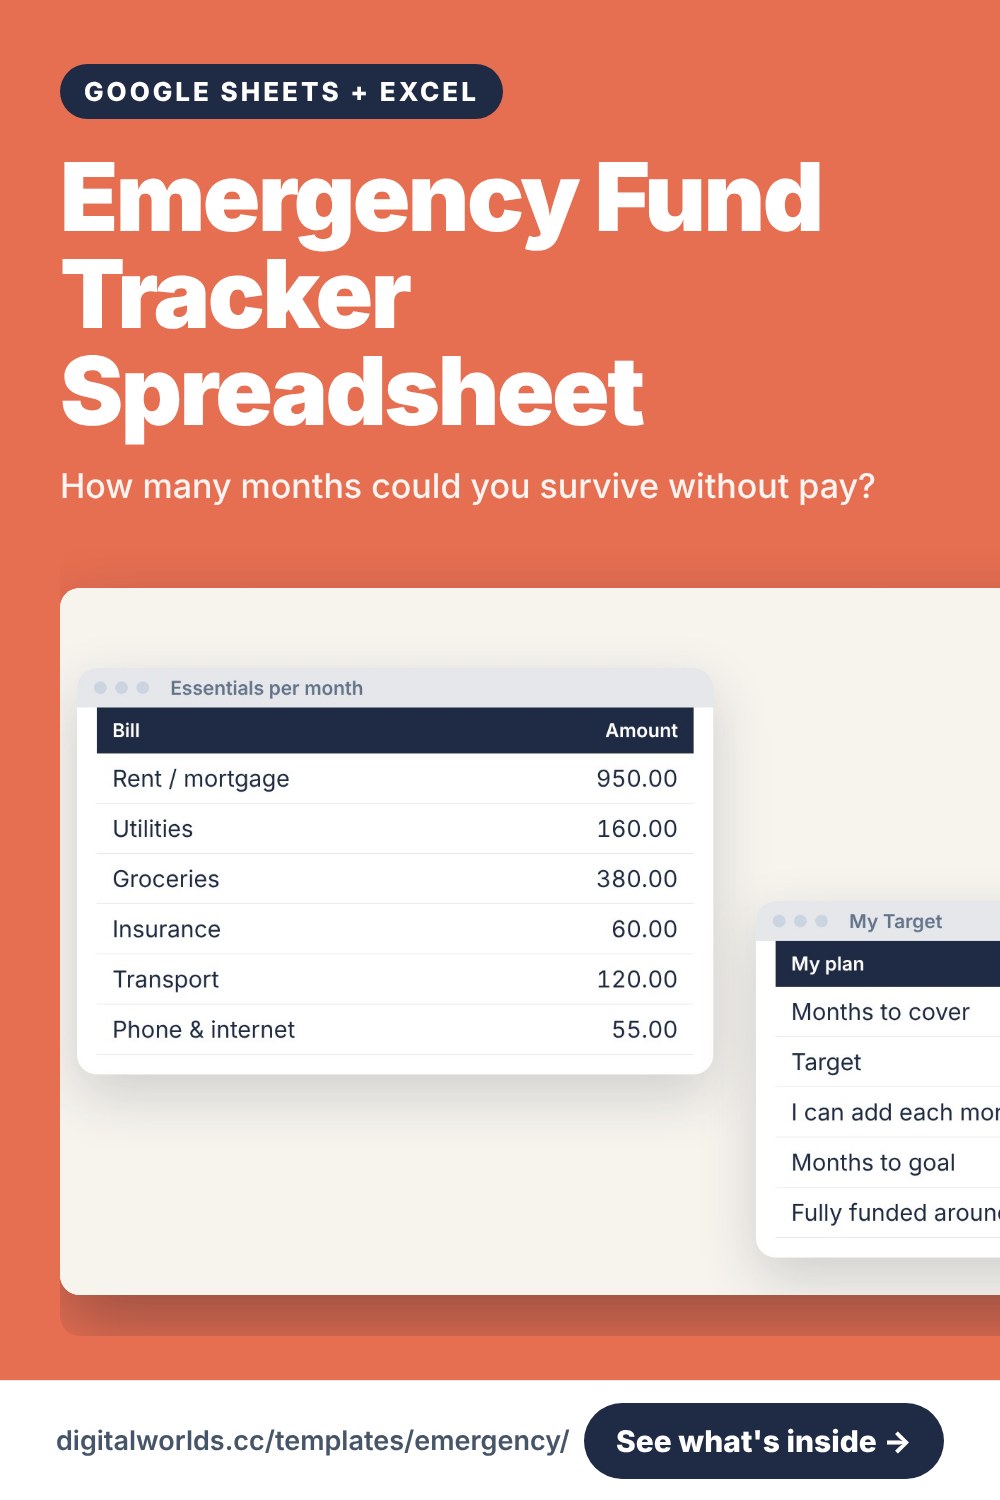 GOOGLE SHEETS + EXCEL
Emergency Fund
Tracker
Spreadsheet
How many months could you survive without pay?
Essentials per month
Bill Amount
Rent / mortgage 950.00
Utilities 160.00
Groceries 380.00
Insurance 60.00
Transport 120.00
Phone & internet 55.00
My Target
My plan
Months to cover
Target
I can add each
Months to goal
Fully funded
digitalworlds.cc/templates/emergency/
See what's inside →